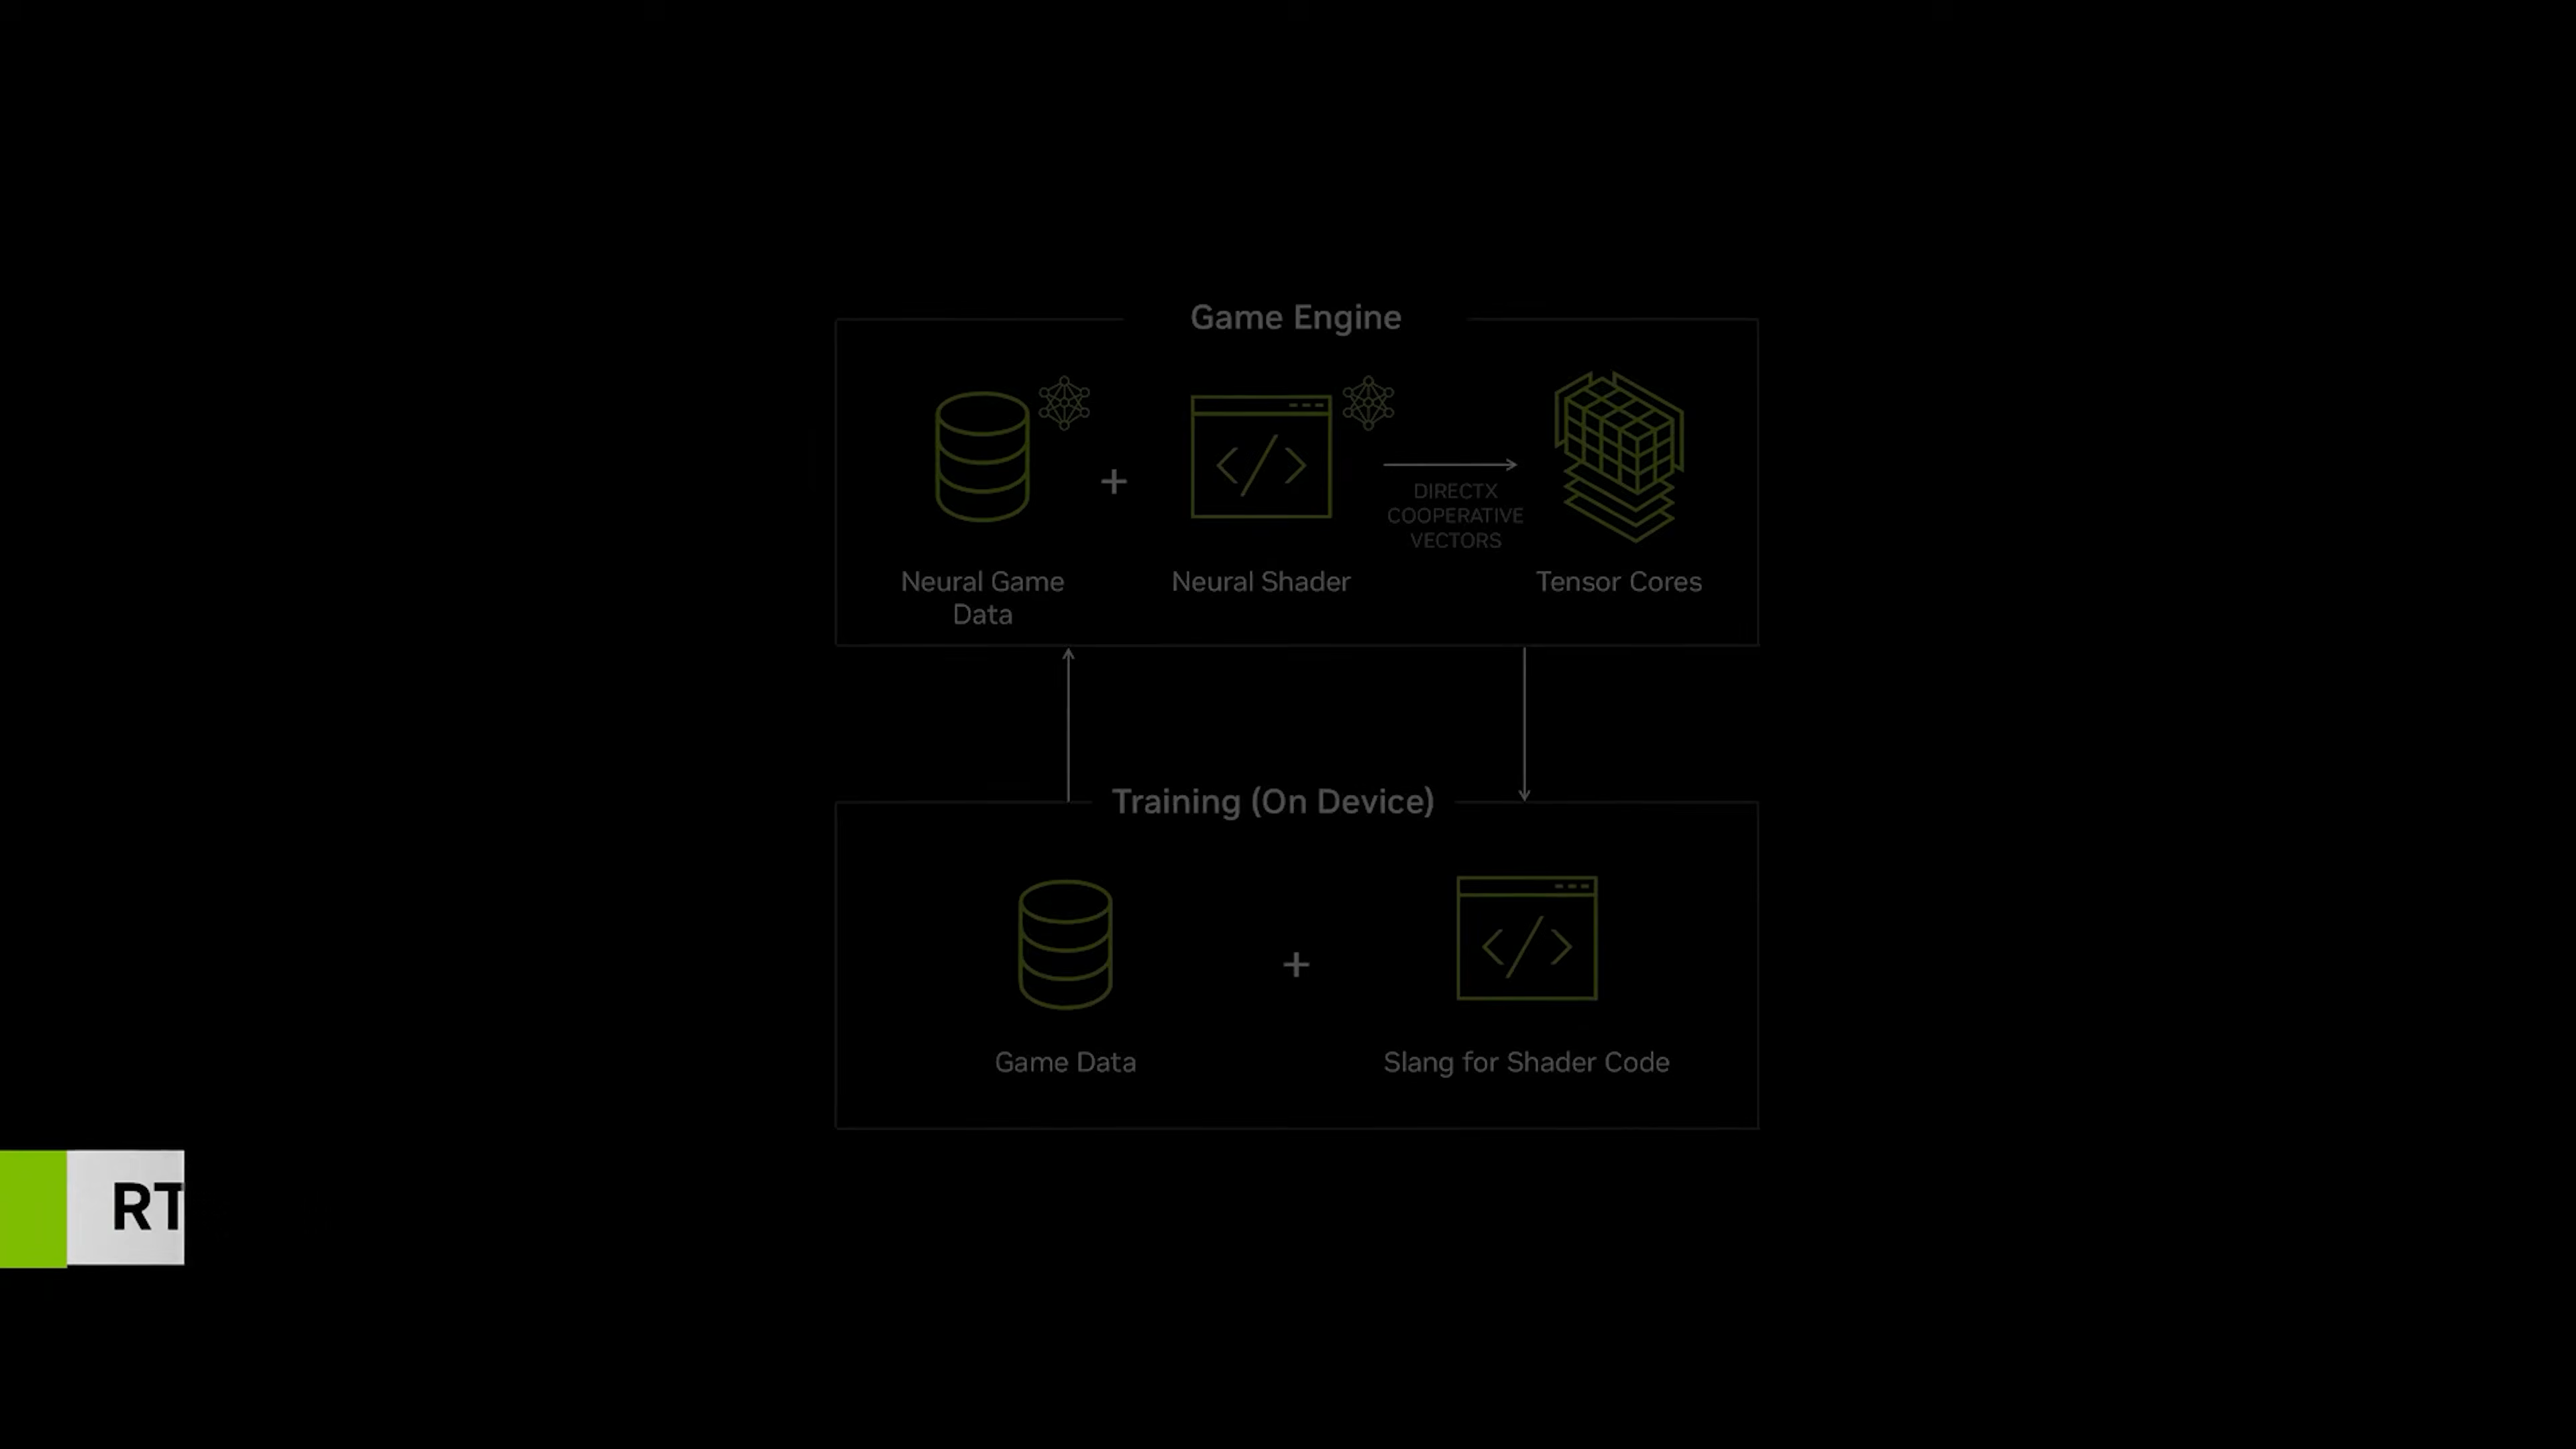 Game Engine
+
DIRECTX
COOPERATIVE
VECTORS
Neural Game
Data
Neural Shader
Tensor Cores
Training (On Device)
+
Game Data
Slang for Shader Code
RT